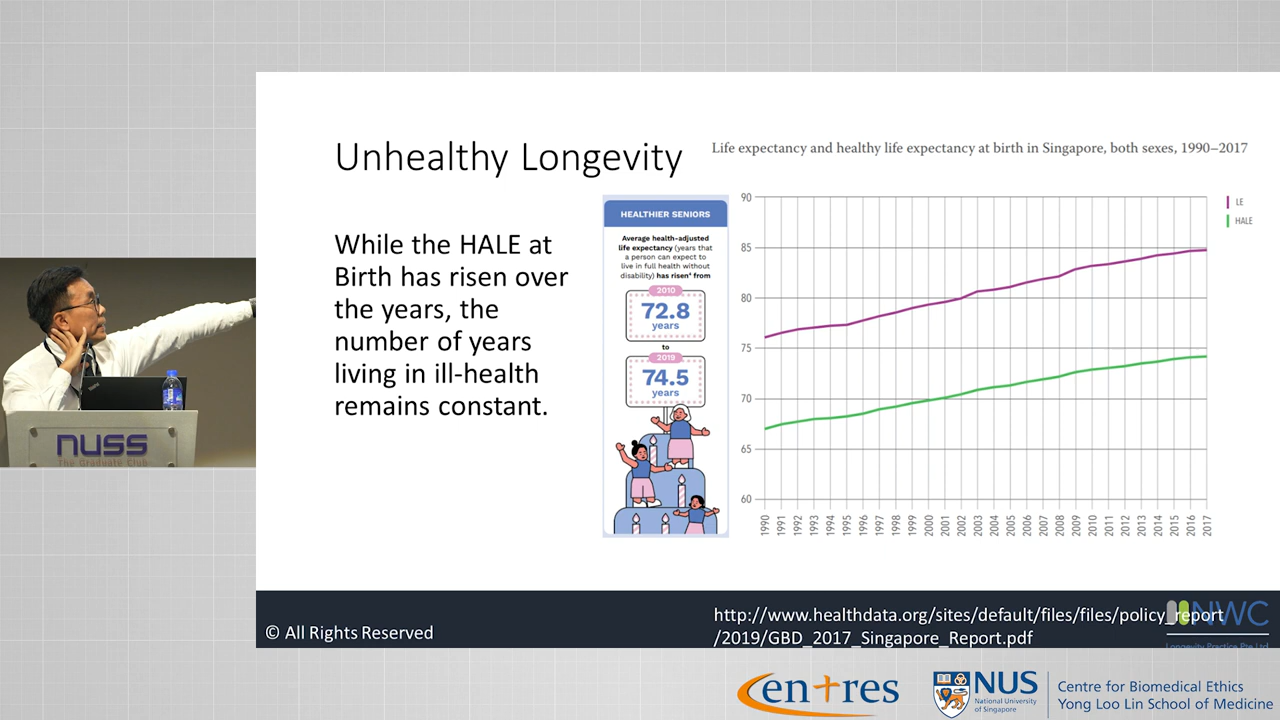 Unhealthy Longevity
While the HALE at
Birth has risen over
the years, the
number of years
living in ill-health
remains constant.
HEALTHIER SENIORS
Average health-adjusted
life expectancy (years that
a person can expect to
live in full health without
disability) has risen* from
2010
72.8
years
to
2019
74.5
years
Life expectancy and healthy life expectancy at birth in Singapore, both sexes, 1990–2017
90
85
80
75
70
65
60
1990
1991
1992
1993
1994
1995
1996
1997
1998
1999
2000
2001
2002
2003
2004
2005
2006
2007
2008
2009
2010
2011
2012
2013
2014
2015
2016
2017
LE
HALE
nuss
The Graduate Club
© All Rights Reserved
http://www.healthdata.org/sites/default/files/files/policy_report
/2019/GBD_2017_Singapore_Report.pdf
NWC
Longevity Practice Pte Ltd
centres
NUS
National University
of Singapore
Centre for Biomedical Ethics
Yong Loo Lin School of Medicine